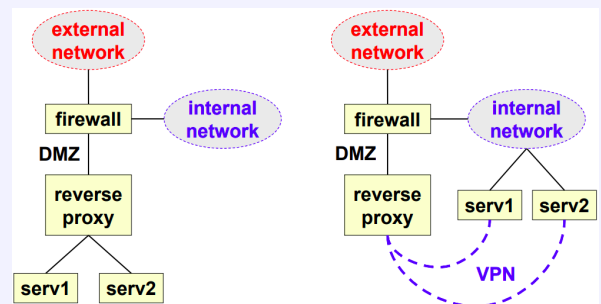 external
network
firewall
internal
network
DMZ
reverse
proxy
serv1
serv2
external
network
firewall
internal
network
DMZ
reverse
proxy
serv1
serv2
VPN